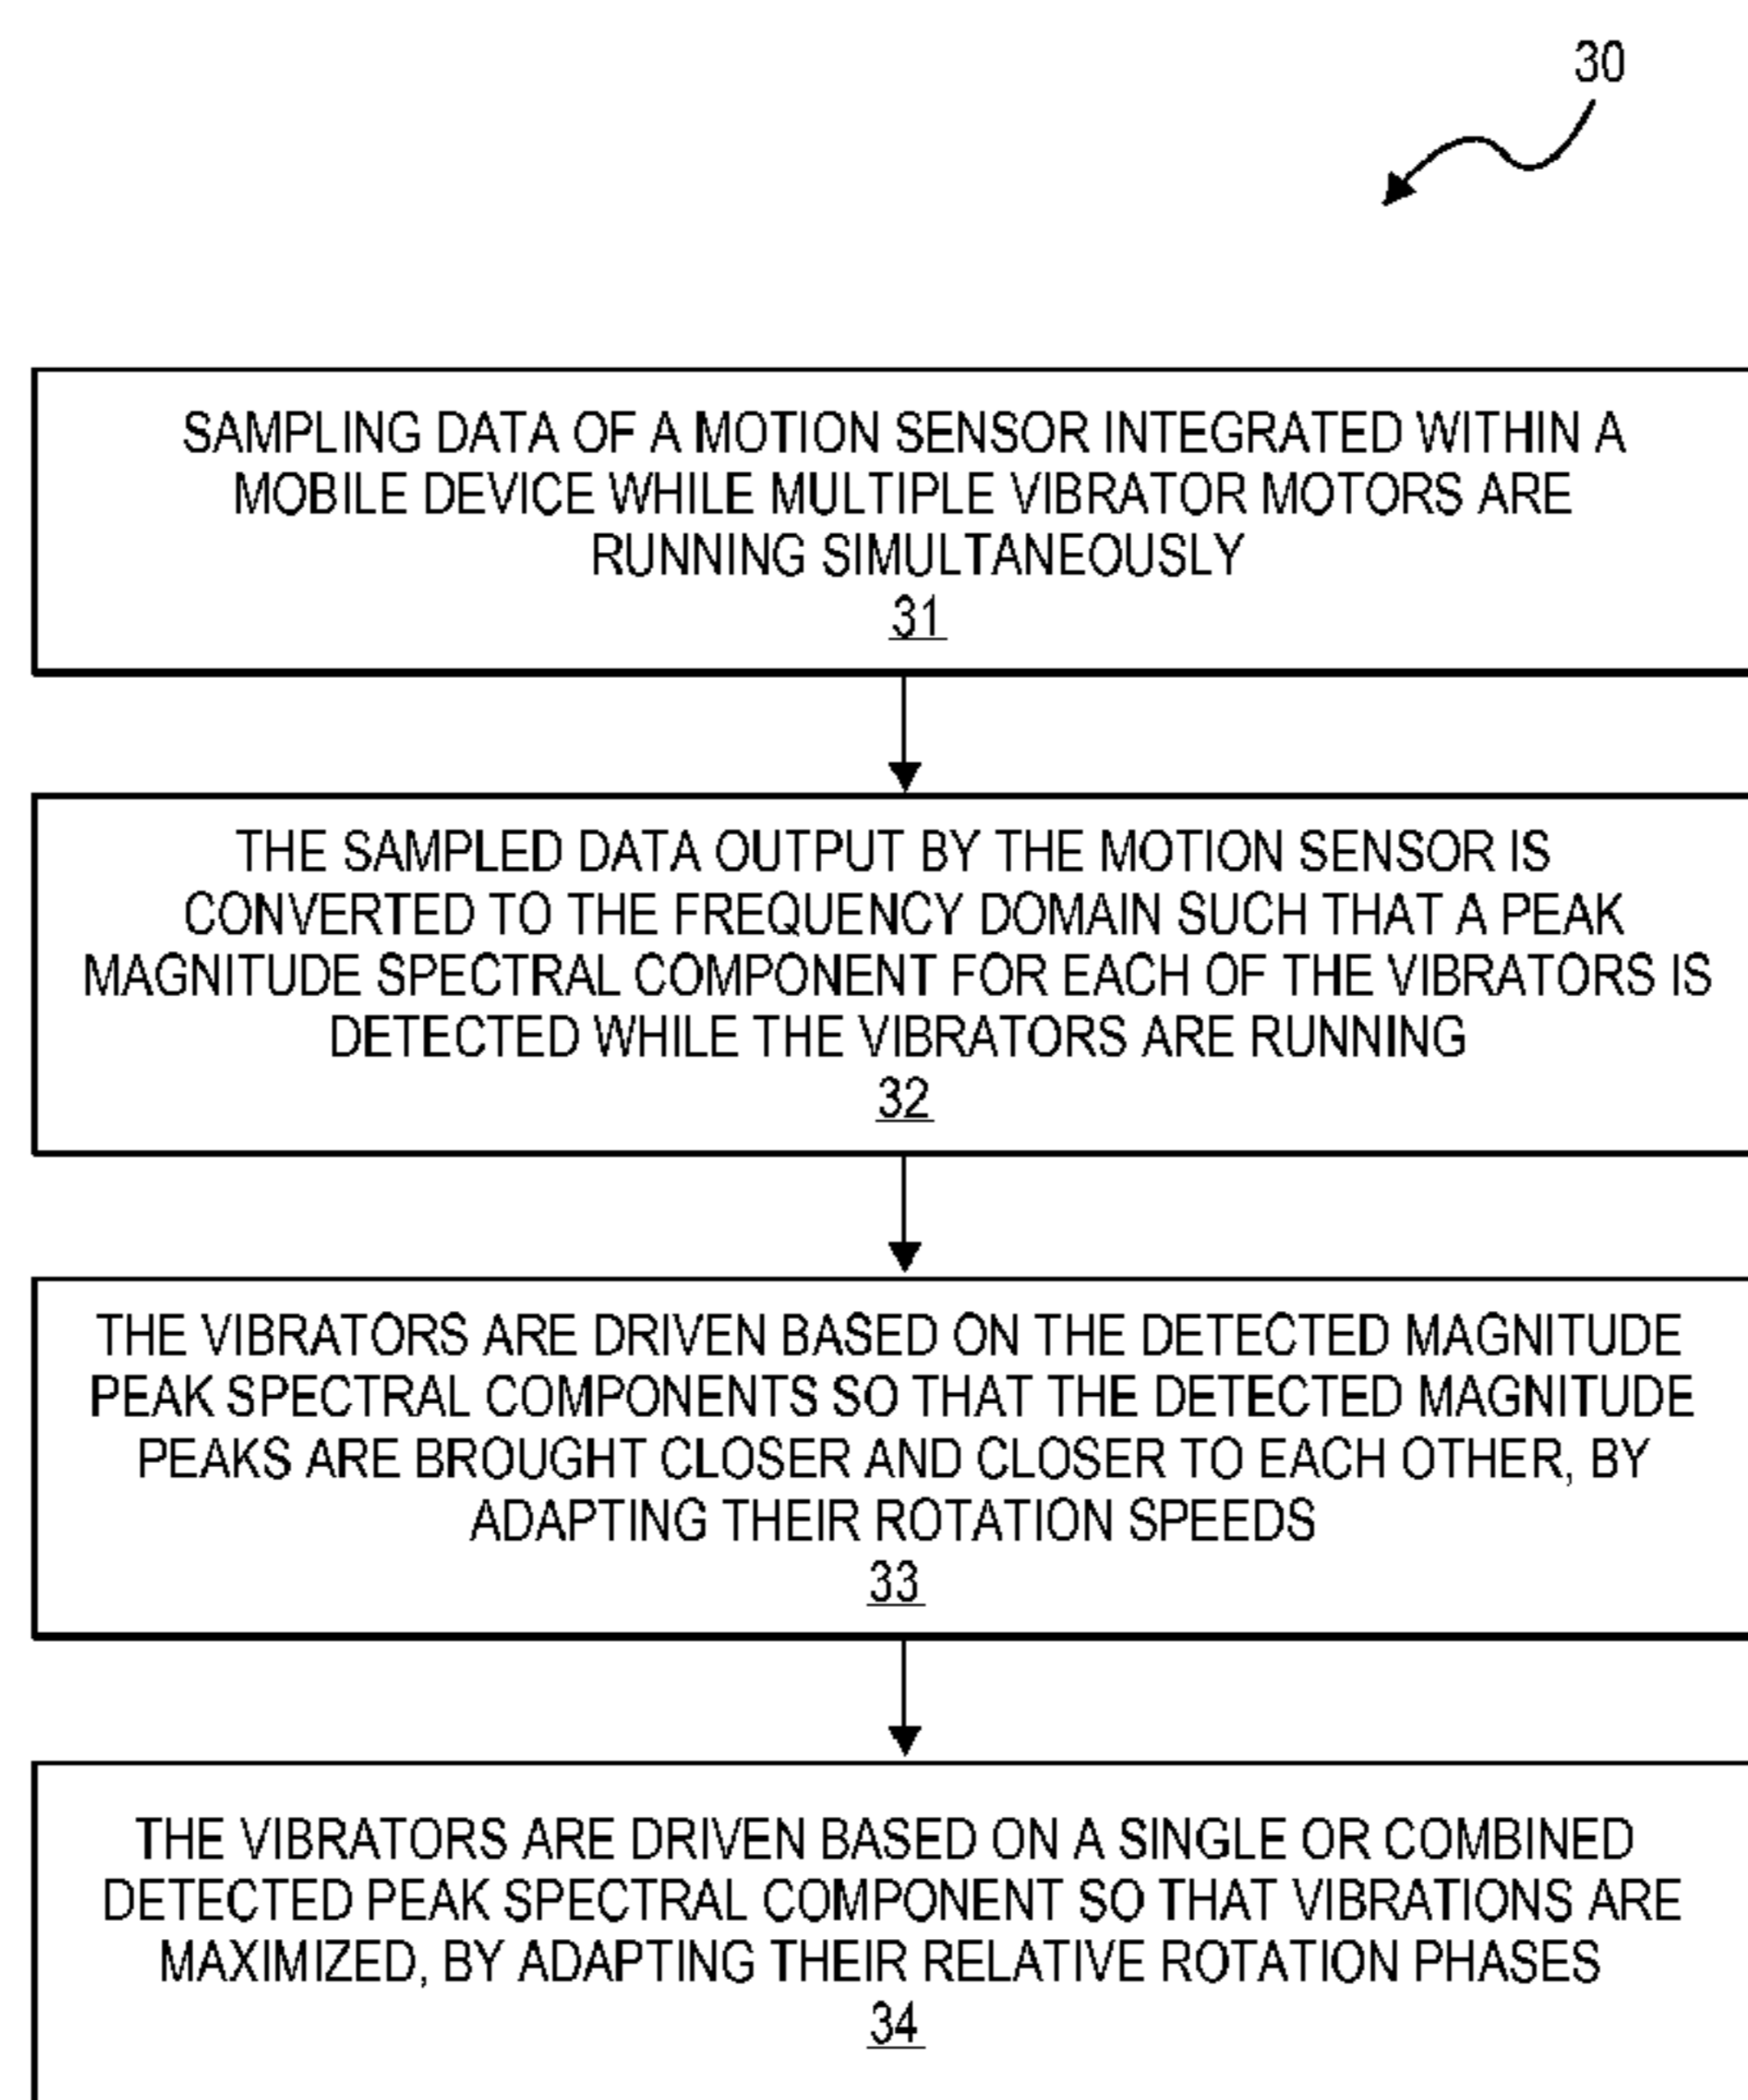 30
SAMPLING DATA OF A MOTION SENSOR INTEGRATED WITHIN A
MOBILE DEVICE WHILE MULTIPLE VIBRATOR MOTORS ARE
RUNNING SIMULTANEOUSLY
31
THE SAMPLED DATA OUTPUT BY THE MOTION SENSOR IS
CONVERTED TO THE FREQUENCY DOMAIN SUCH THAT A PEAK
MAGNITUDE SPECTRAL COMPONENT FOR EACH OF THE VIBRATORS IS
DETECTED WHILE THE VIBRATORS ARE RUNNING
32
THE VIBRATORS ARE DRIVEN BASED ON THE DETECTED MAGNITUDE
PEAK SPECTRAL COMPONENTS SO THAT THE DETECTED MAGNITUDE
PEAKS ARE BROUGHT CLOSER AND CLOSER TO EACH OTHER, BY
ADAPTING THEIR ROTATION SPEEDS
33
THE VIBRATORS ARE DRIVEN BASED ON A SINGLE OR COMBINED
DETECTED PEAK SPECTRAL COMPONENT SO THAT VIBRATIONS ARE
MAXIMIZED, BY ADAPTING THEIR RELATIVE ROTATION PHASES
34